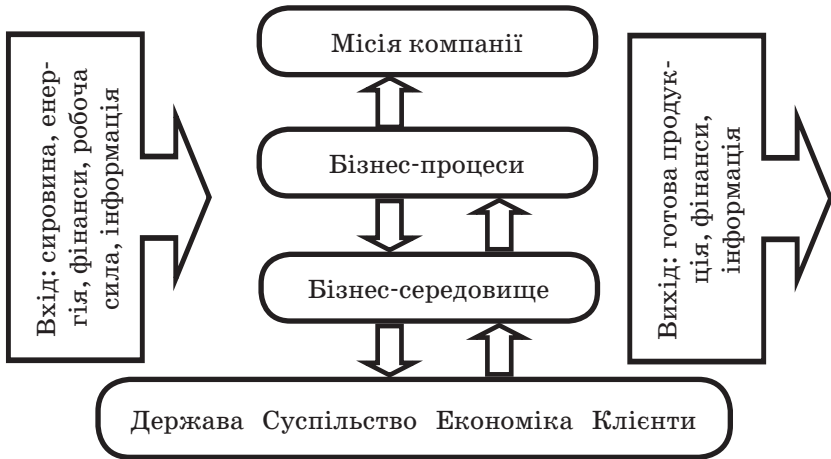 Вхід: сировина, енер-
гія, фінанси, робоча
сила, інформація
Місія компанії
Бізнес-процеси
Бізнес-середовище
Держава Суспільство Економіка Клієнти
Вихід: готова продук-
ція, фінанси,
інформація